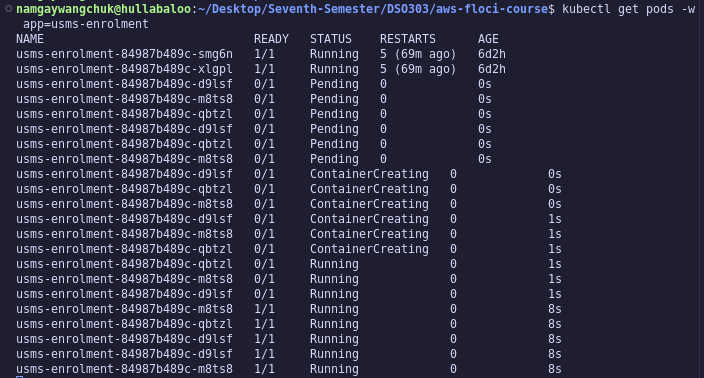 namgaywangchuk@hullabaloo:~/Desktop/Seventh-Semester/DSO303/aws-floci-course$ kubectl get pods -w
 app=usms-enrolment
NAME                              READY   STATUS    RESTARTS      AGE
usms-enrolment-84987b489c-smg6n   1/1     Running   5 (69m ago)   6d2h
usms-enrolment-84987b489c-xlgpl   1/1     Running   5 (69m ago)   6d2h
usms-enrolment-84987b489c-d9lsf   0/1     Pending   0             0s
usms-enrolment-84987b489c-m8ts8   0/1     Pending   0             0s
usms-enrolment-84987b489c-qbtzl   0/1     Pending   0             0s
usms-enrolment-84987b489c-d9lsf   0/1     Pending   0             0s
usms-enrolment-84987b489c-qbtzl   0/1     Pending   0             0s
usms-enrolment-84987b489c-m8ts8   0/1     Pending   0             0s
usms-enrolment-84987b489c-d9lsf   0/1     ContainerCreating   0             0s
usms-enrolment-84987b489c-qbtzl   0/1     ContainerCreating   0             0s
usms-enrolment-84987b489c-m8ts8   0/1     ContainerCreating   0             0s
usms-enrolment-84987b489c-d9lsf   0/1     ContainerCreating   0             1s
usms-enrolment-84987b489c-m8ts8   0/1     ContainerCreating   0             1s
usms-enrolment-84987b489c-qbtzl   0/1     ContainerCreating   0             1s
usms-enrolment-84987b489c-qbtzl   0/1     Running             0             1s
usms-enrolment-84987b489c-m8ts8   0/1     Running             0             1s
usms-enrolment-84987b489c-d9lsf   0/1     Running             0             1s
usms-enrolment-84987b489c-m8ts8   1/1     Running             0             8s
usms-enrolment-84987b489c-qbtzl   1/1     Running             0             8s
usms-enrolment-84987b489c-d9lsf   1/1     Running             0             8s
usms-enrolment-84987b489c-d9lsf   1/1     Running             0             8s
usms-enrolment-84987b489c-m8ts8   1/1     Running             0             8s